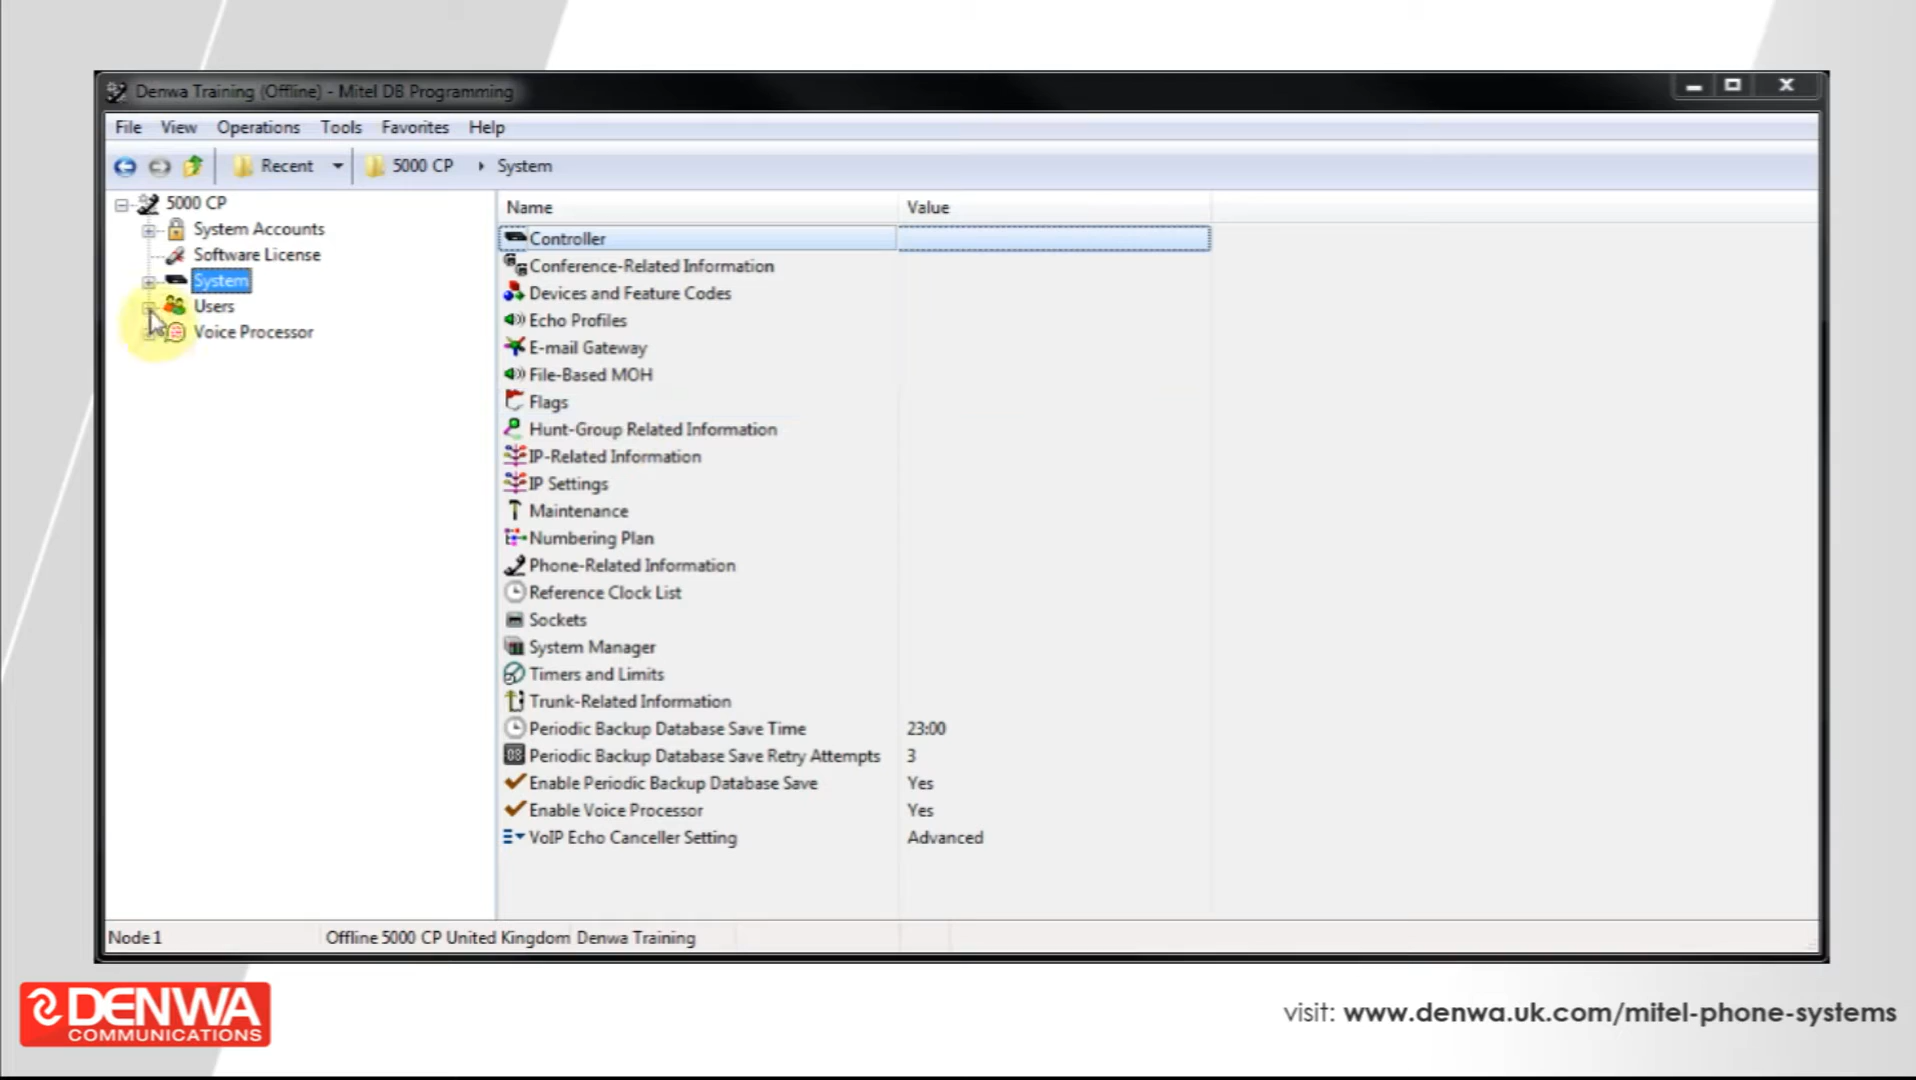 Denwa Training (Offline) - Mitel DB Programming
File View Operations Tools Favorites Help
Recent 5000 CP System
5000 CP
System Accounts
Software License
System
Users
Voice Processor
Name Value
Controller
Conference-Related Information
Devices and Feature Codes
Echo Profiles
E-mail Gateway
File-Based MOH
Flags
Hunt-Group Related Information
IP-Related Information
IP Settings
Maintenance
Numbering Plan
Phone-Related Information
Reference Clock List
Sockets
System Manager
Timers and Limits
Trunk-Related Information
Periodic Backup Database Save Time 23:00
Periodic Backup Database Save Retry Attempts 3
Enable Periodic Backup Database Save Yes
Enable Voice Processor Yes
VoIP Echo Canceller Setting Advanced
Node 1 Offline 5000 CP United Kingdom Denwa Training
DENWA
COMMUNICATIONS
visit: www.denwa.uk.com/mitel-phone-systems